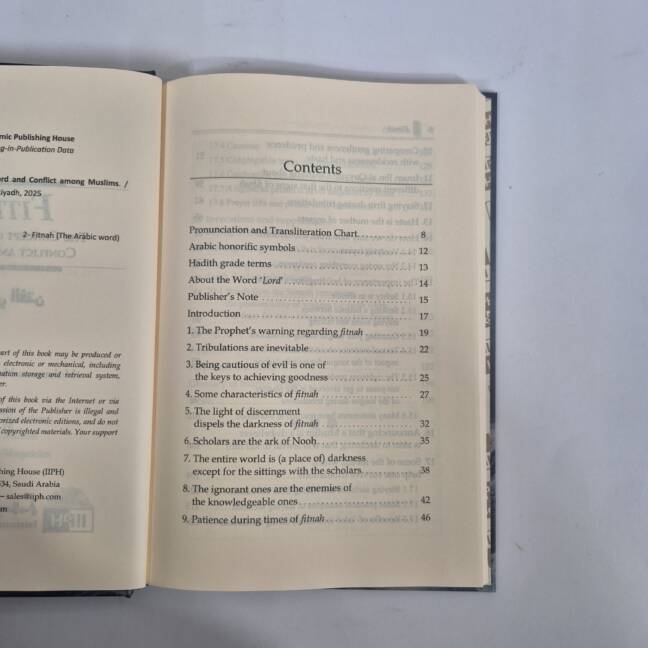 mic Publishing House
g-in-Publication Data
rd and Conflict among Muslims. /
iyadh, 2025
2- Fitnah (The Arabic word)
art of this book may be produced or
electronic or mechanical, including
ation storage and retrieval system,
er.
of this book via the Internet or via
ssion of the Publisher is illegal and
orized electronic editions, and do not
copyrighted materials. Your support
hing House (IIPH)
534, Saudi Arabia
– sales@iiph.com
m
Contents
Pronunciation and Transliteration Chart 8
Arabic honorific symbols 12
Hadith grade terms 13
About the Word 'Lord' 14
Publisher's Note 15
Introduction 17
1. The Prophet's warning regarding fitnah 19
2. Tribulations are inevitable 22
3. Being cautious of evil is one of
the keys to achieving goodness 25
4. Some characteristics of fitnah 27
5. The light of discernment
dispels the darkness of fitnah 32
6. Scholars are the ark of Nooh 35
7. The entire world is (a place of) darkness
except for the sittings with the scholars 38
8. The ignorant ones are the enemies of
the knowledgeable ones 42
9. Patience during times of fitnah 46